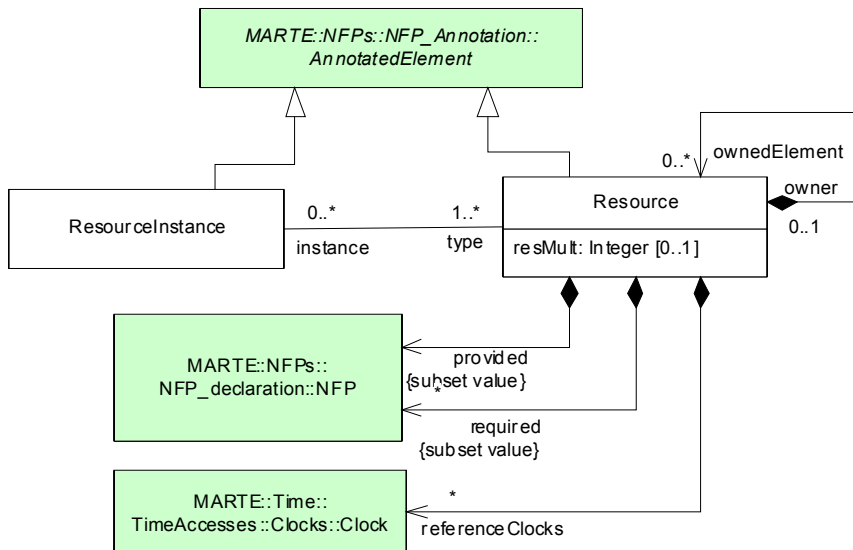 MARTE::NFPs::NFP_Annotation::
AnnotatedElement
0..*
ownedElement
owner
0..1
ResourceInstance
0..*
instance
1..*
type
Resource
resMult: Integer [0..1]
MARTE::NFPs::
NFP_declaration::NFP
provided
{subset value}
*
required
{subset value}
MARTE::Time::
TimeAccesses::Clocks::Clock
*
referenceClocks